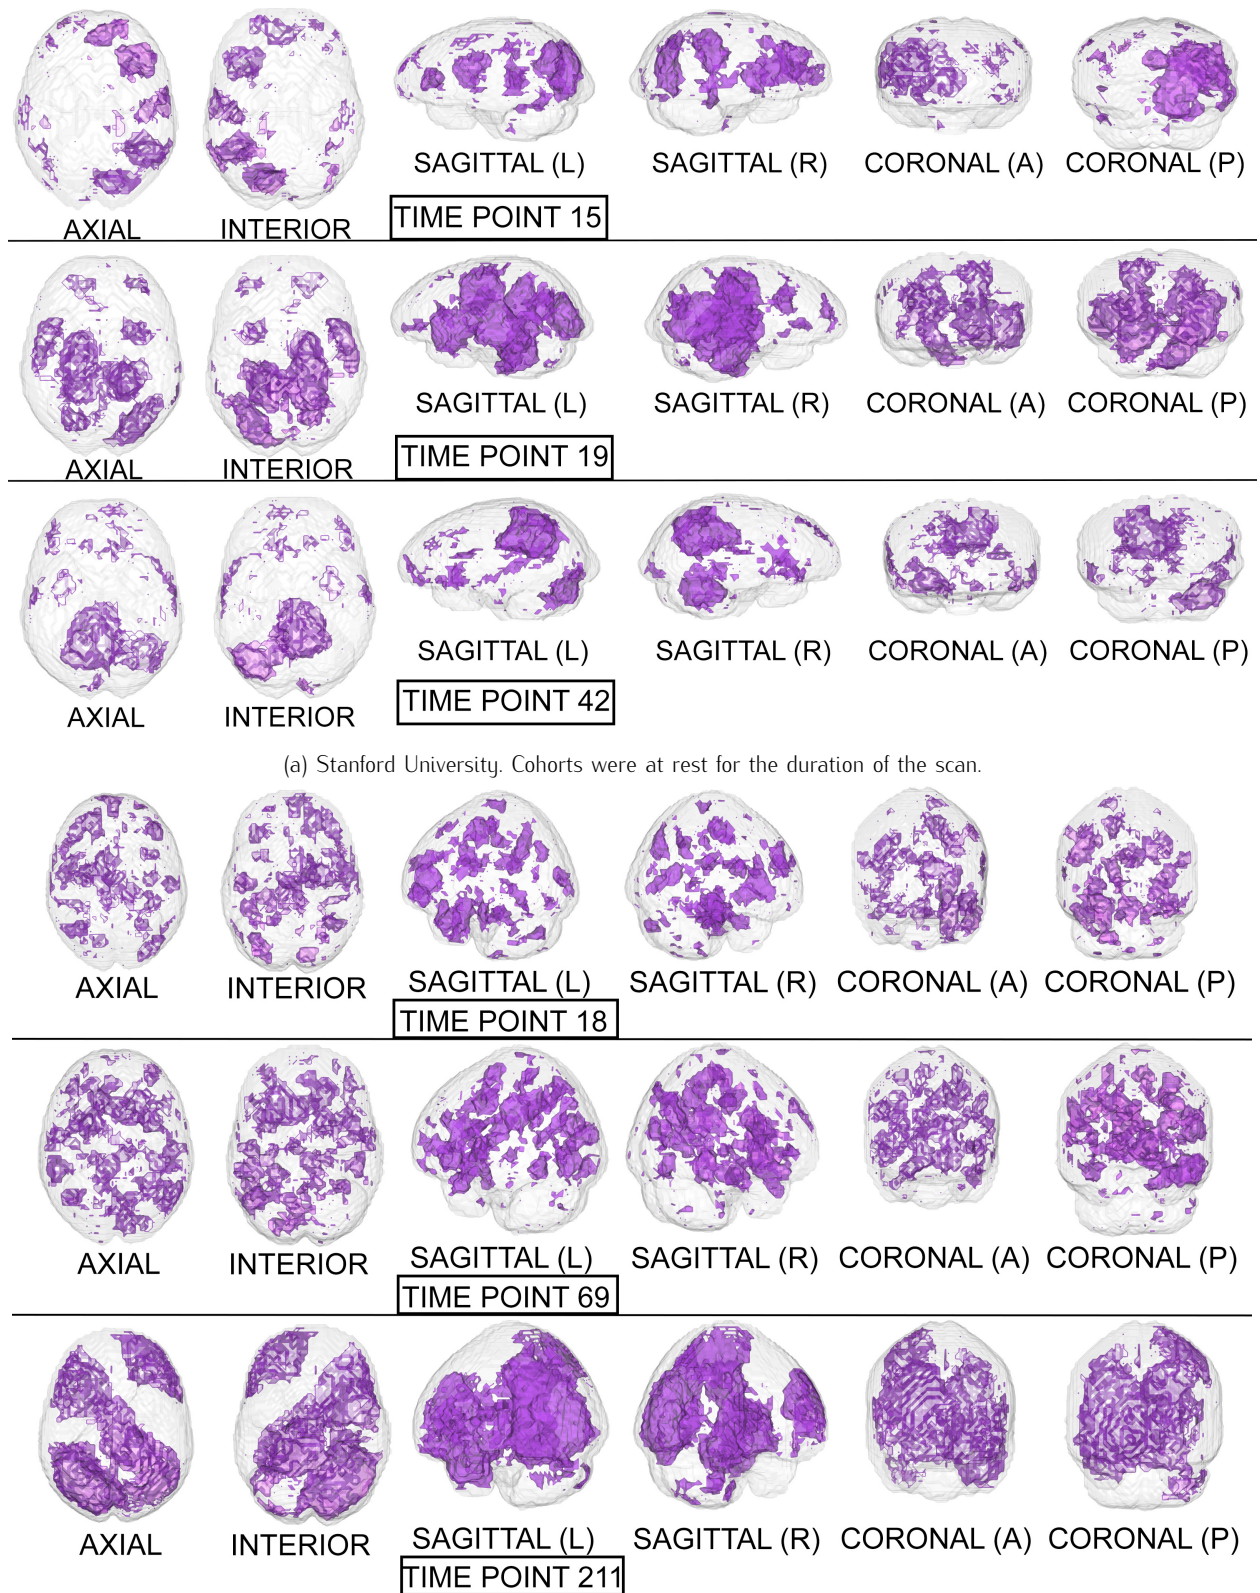 SAGITTAL (L) SAGITTAL (R) CORONAL (A) CORONAL (P)
AXIAL INTERIOR TIME POINT 15
SAGITTAL (L) SAGITTAL (R) CORONAL (A) CORONAL (P)
AXIAL INTERIOR TIME POINT 19
SAGITTAL (L) SAGITTAL (R) CORONAL (A) CORONAL (P)
AXIAL INTERIOR TIME POINT 42
(a) Stanford University. Cohorts were at rest for the duration of the scan.
AXIAL INTERIOR SAGITTAL (L) SAGITTAL (R) CORONAL (A) CORONAL (P)
TIME POINT 18
AXIAL INTERIOR SAGITTAL (L) SAGITTAL (R) CORONAL (A) CORONAL (P)
TIME POINT 69
AXIAL INTERIOR SAGITTAL (L) SAGITTAL (R) CORONAL (A) CORONAL (P)
TIME POINT 211